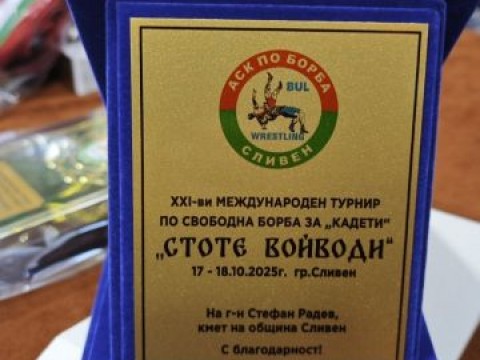 АСК ПО БОРБА
BUL
WRESTLING
СЛИВЕН
XXI-ви МЕЖДУНАРОДЕН ТУРНИР
ПО СВОБОДНА БОРБА ЗА „КАДЕТИ“
„СТОТЕ ВОЙВОДИ“
17 - 18.10.2025г. гр.Сливен
На г-н Стефан Радев,
кмет на община Сливен
С благодарност!